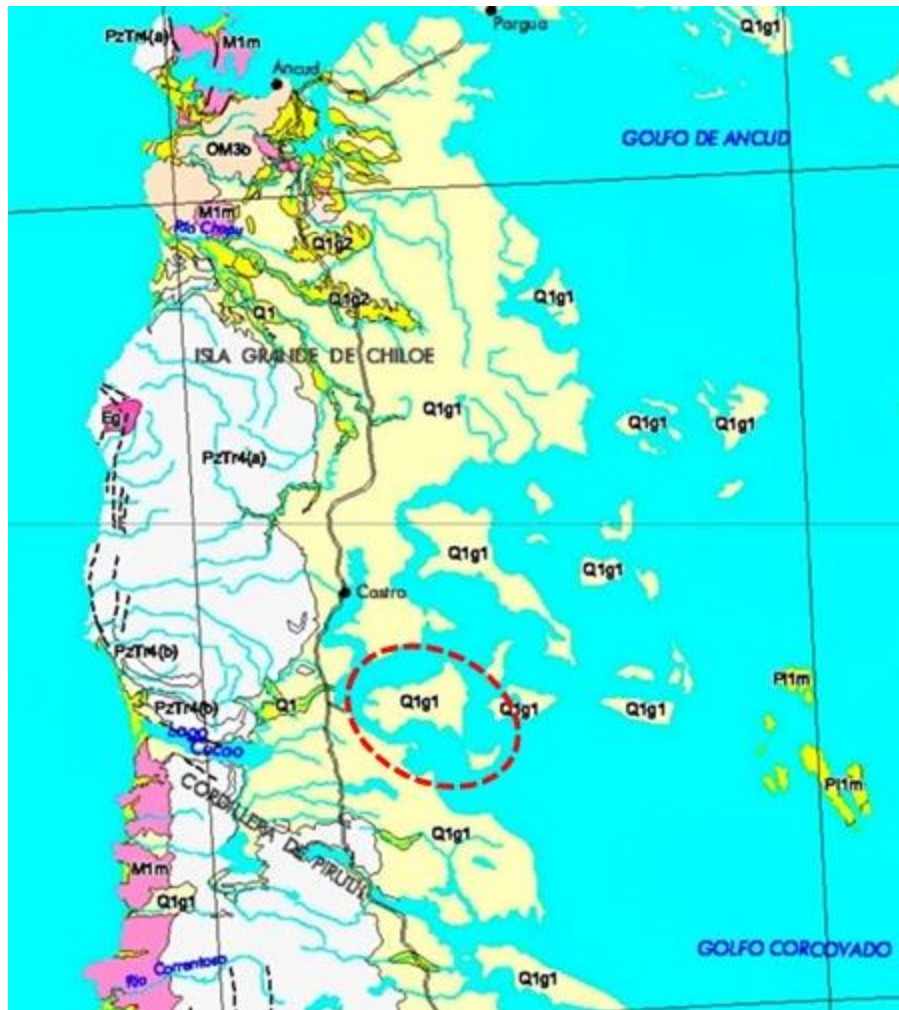 Pargua
PzTr4(a)
M1m
Q1g1
Ancud
GOLFO DE ANCUD
OM3b
M1m
Río Chepu
Q1g2
Q1g1
Q1g2
Q1
ISLA GRANDE DE CHILOE
Q1g1
Q1g1
Q1g1
Eg
PzTr4(a)
Q1g1
Q1g1
Castro
PzTr4(b)
Pl1m
Q1g1
Q1
PzTr4(b)
Q1g1
Q1g1
Lago
Cucao
Pl1m
CORDILLERA DE PIRUTIL
Q1g1
M1m
Q1g1
GOLFO CORCOVADO
Río Correntoso
Q1g1